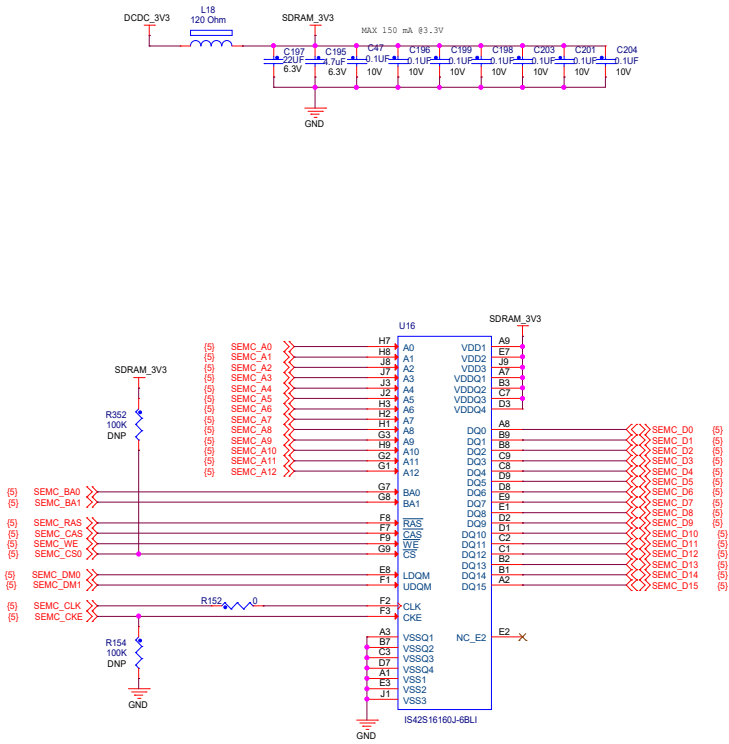 L18
DCDC_3V3 120 Ohm SDRAM_3V3
MAX 150 mA @3.3V
C197 C195 C47 C196 C199 C198 C203 C201 C204
22UF 4.7uF 0.1UF 0.1UF 0.1UF 0.1UF 0.1UF 0.1UF 0.1UF
6.3V 6.3V 10V 10V 10V 10V 10V 10V 10V
GND
SDRAM_3V3
U16
{5} SEMC_A0 H7 A0 VDD1 A9
{5} SEMC_A1 H8 A1 VDD2 E7
{5} SEMC_A2 J8 A2 VDD3 J9
{5} SEMC_A3 J7 A3 VDDQ1 A7
{5} SEMC_A4 J3 A4 VDDQ2 B3
{5} SEMC_A5 J2 A5 VDDQ3 C7
{5} SEMC_A6 H3 A6 VDDQ4 D3
{5} SEMC_A7 H2 A7
{5} SEMC_A8 H1 A8 DQ0 A8 SEMC_D0 {5}
{5} SEMC_A9 G3 A9 DQ1 B9 SEMC_D1 {5}
{5} SEMC_A10 H9 A10 DQ2 B8 SEMC_D2 {5}
{5} SEMC_A11 G2 A11 DQ3 C9 SEMC_D3 {5}
{5} SEMC_A12 G1 A12 DQ4 C8 SEMC_D4 {5}
DQ5 D9 SEMC_D5 {5}
SDRAM_3V3
R352
100K
DNP
{5} SEMC_BA0 G7 BA0 DQ6 D8 SEMC_D6 {5}
{5} SEMC_BA1 G8 BA1 DQ7 E9 SEMC_D7 {5}
DQ8 E1 SEMC_D8 {5}
{5} SEMC_RAS F8 RAS DQ9 D2 SEMC_D9 {5}
{5} SEMC_CAS F7 CAS DQ10 D1 SEMC_D10 {5}
{5} SEMC_WE F9 WE DQ11 C2 SEMC_D11 {5}
{5} SEMC_CS0 G9 CS DQ12 C1 SEMC_D12 {5}
DQ13 B2 SEMC_D13 {5}
{5} SEMC_DM0 E8 LDQM DQ14 B1 SEMC_D14 {5}
{5} SEMC_DM1 F1 UDQM DQ15 A2 SEMC_D15 {5}
{5} SEMC_CLK R152 0 F2 CLK
{5} SEMC_CKE F3 CKE
A3 VSSQ1 NC_E2 E2
B7 VSSQ2
C3 VSSQ3
D7 VSSQ4
A1 VSS1
E3 VSS2
J1 VSS3
R154
100K
DNP
GND
IS42S16160J-6BLI
GND